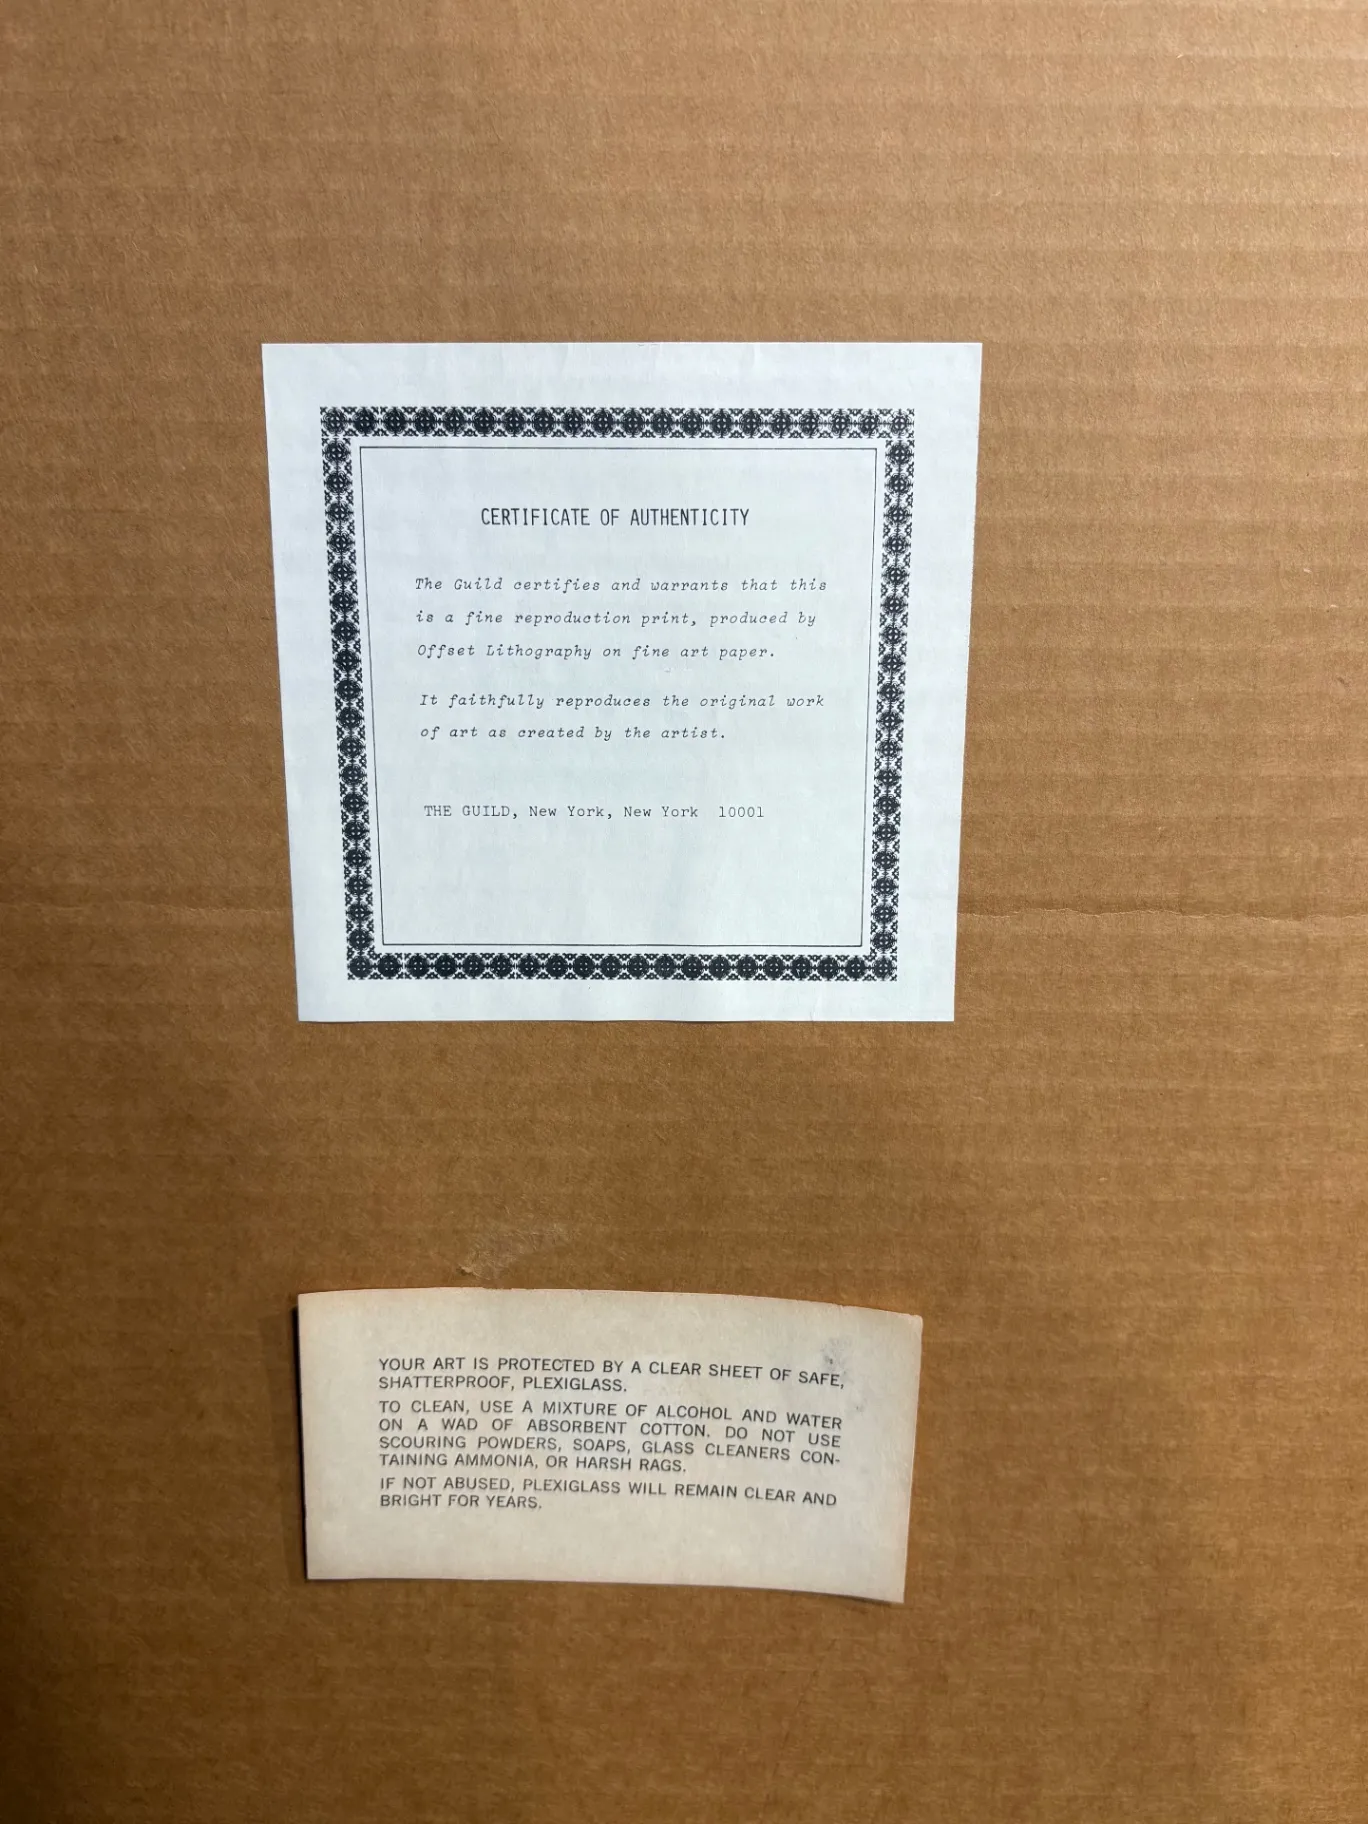 CERTIFICATE OF AUTHENTICITY
The Guild certifies and warrants that this
is a fine reproduction print, produced by
Offset Lithography on fine art paper.
It faithfully reproduces the original work
of art as created by the artist.
THE GUILD, New York, New York 10001
YOUR ART IS PROTECTED BY A CLEAR SHEET OF SAFE,
SHATTERPROOF, PLEXIGLASS.
TO CLEAN, USE A MIXTURE OF ALCOHOL AND WATER
ON A WAD OF ABSORBENT COTTON. DO NOT USE
SCOURING POWDERS, SOAPS, GLASS CLEANERS CON-
TAINING AMMONIA, OR HARSH RAGS.
IF NOT ABUSED, PLEXIGLASS WILL REMAIN CLEAR AND
BRIGHT FOR YEARS.